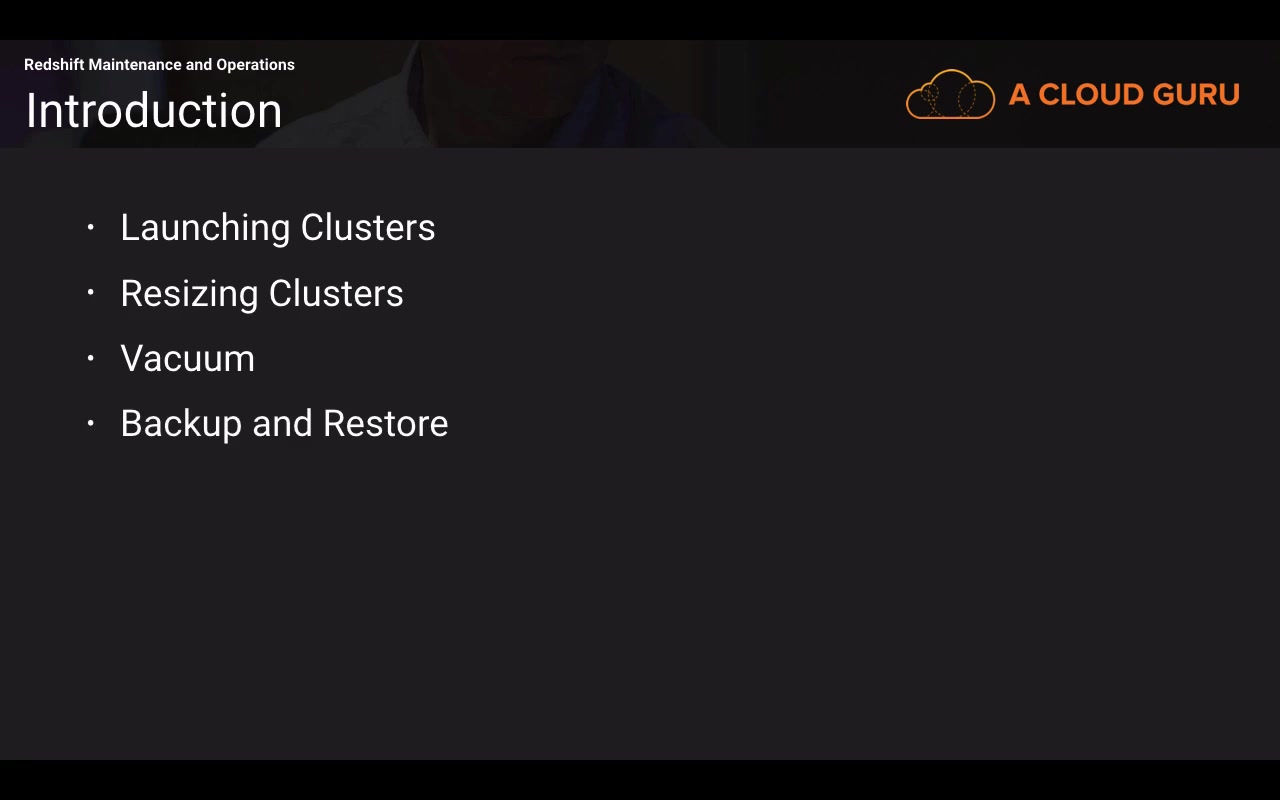 Redshift Maintenance and Operations
Introduction
A CLOUD GURU
• Launching Clusters
• Resizing Clusters
• Vacuum
• Backup and Restore